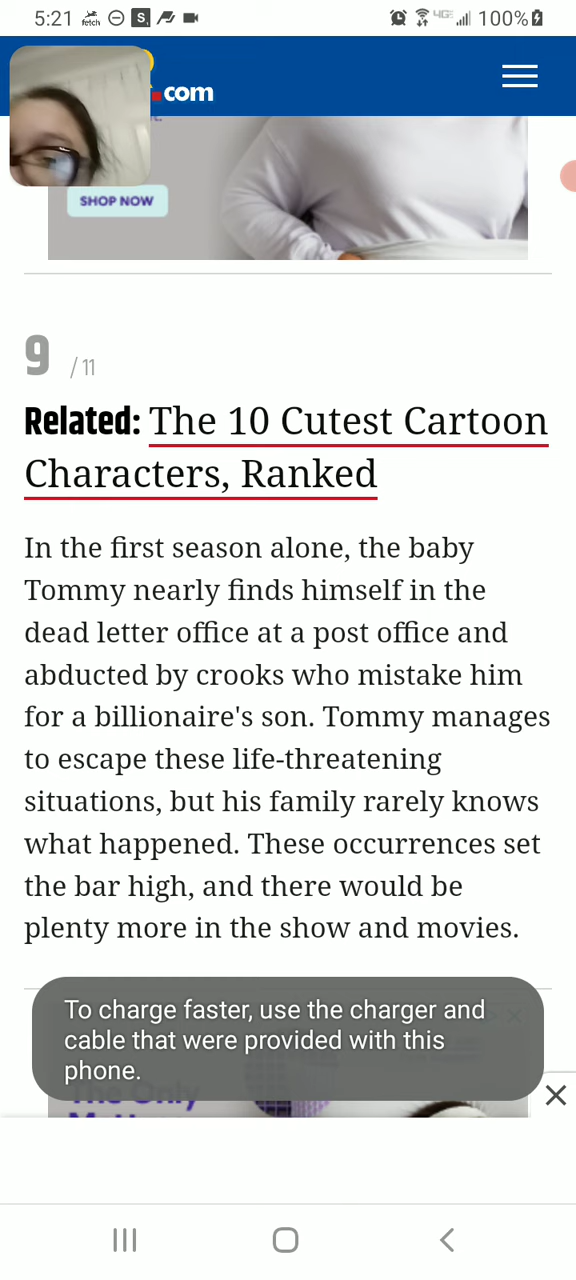 5:21 fetch S 4GE 100%
.com
SHOP NOW
9 / 11
Related: The 10 Cutest Cartoon
Characters, Ranked
In the first season alone, the baby
Tommy nearly finds himself in the
dead letter office at a post office and
abducted by crooks who mistake him
for a billionaire's son. Tommy manages
to escape these life-threatening
situations, but his family rarely knows
what happened. These occurrences set
the bar high, and there would be
plenty more in the show and movies.
To charge faster, use the charger and
cable that were provided with this
phone.
The Only